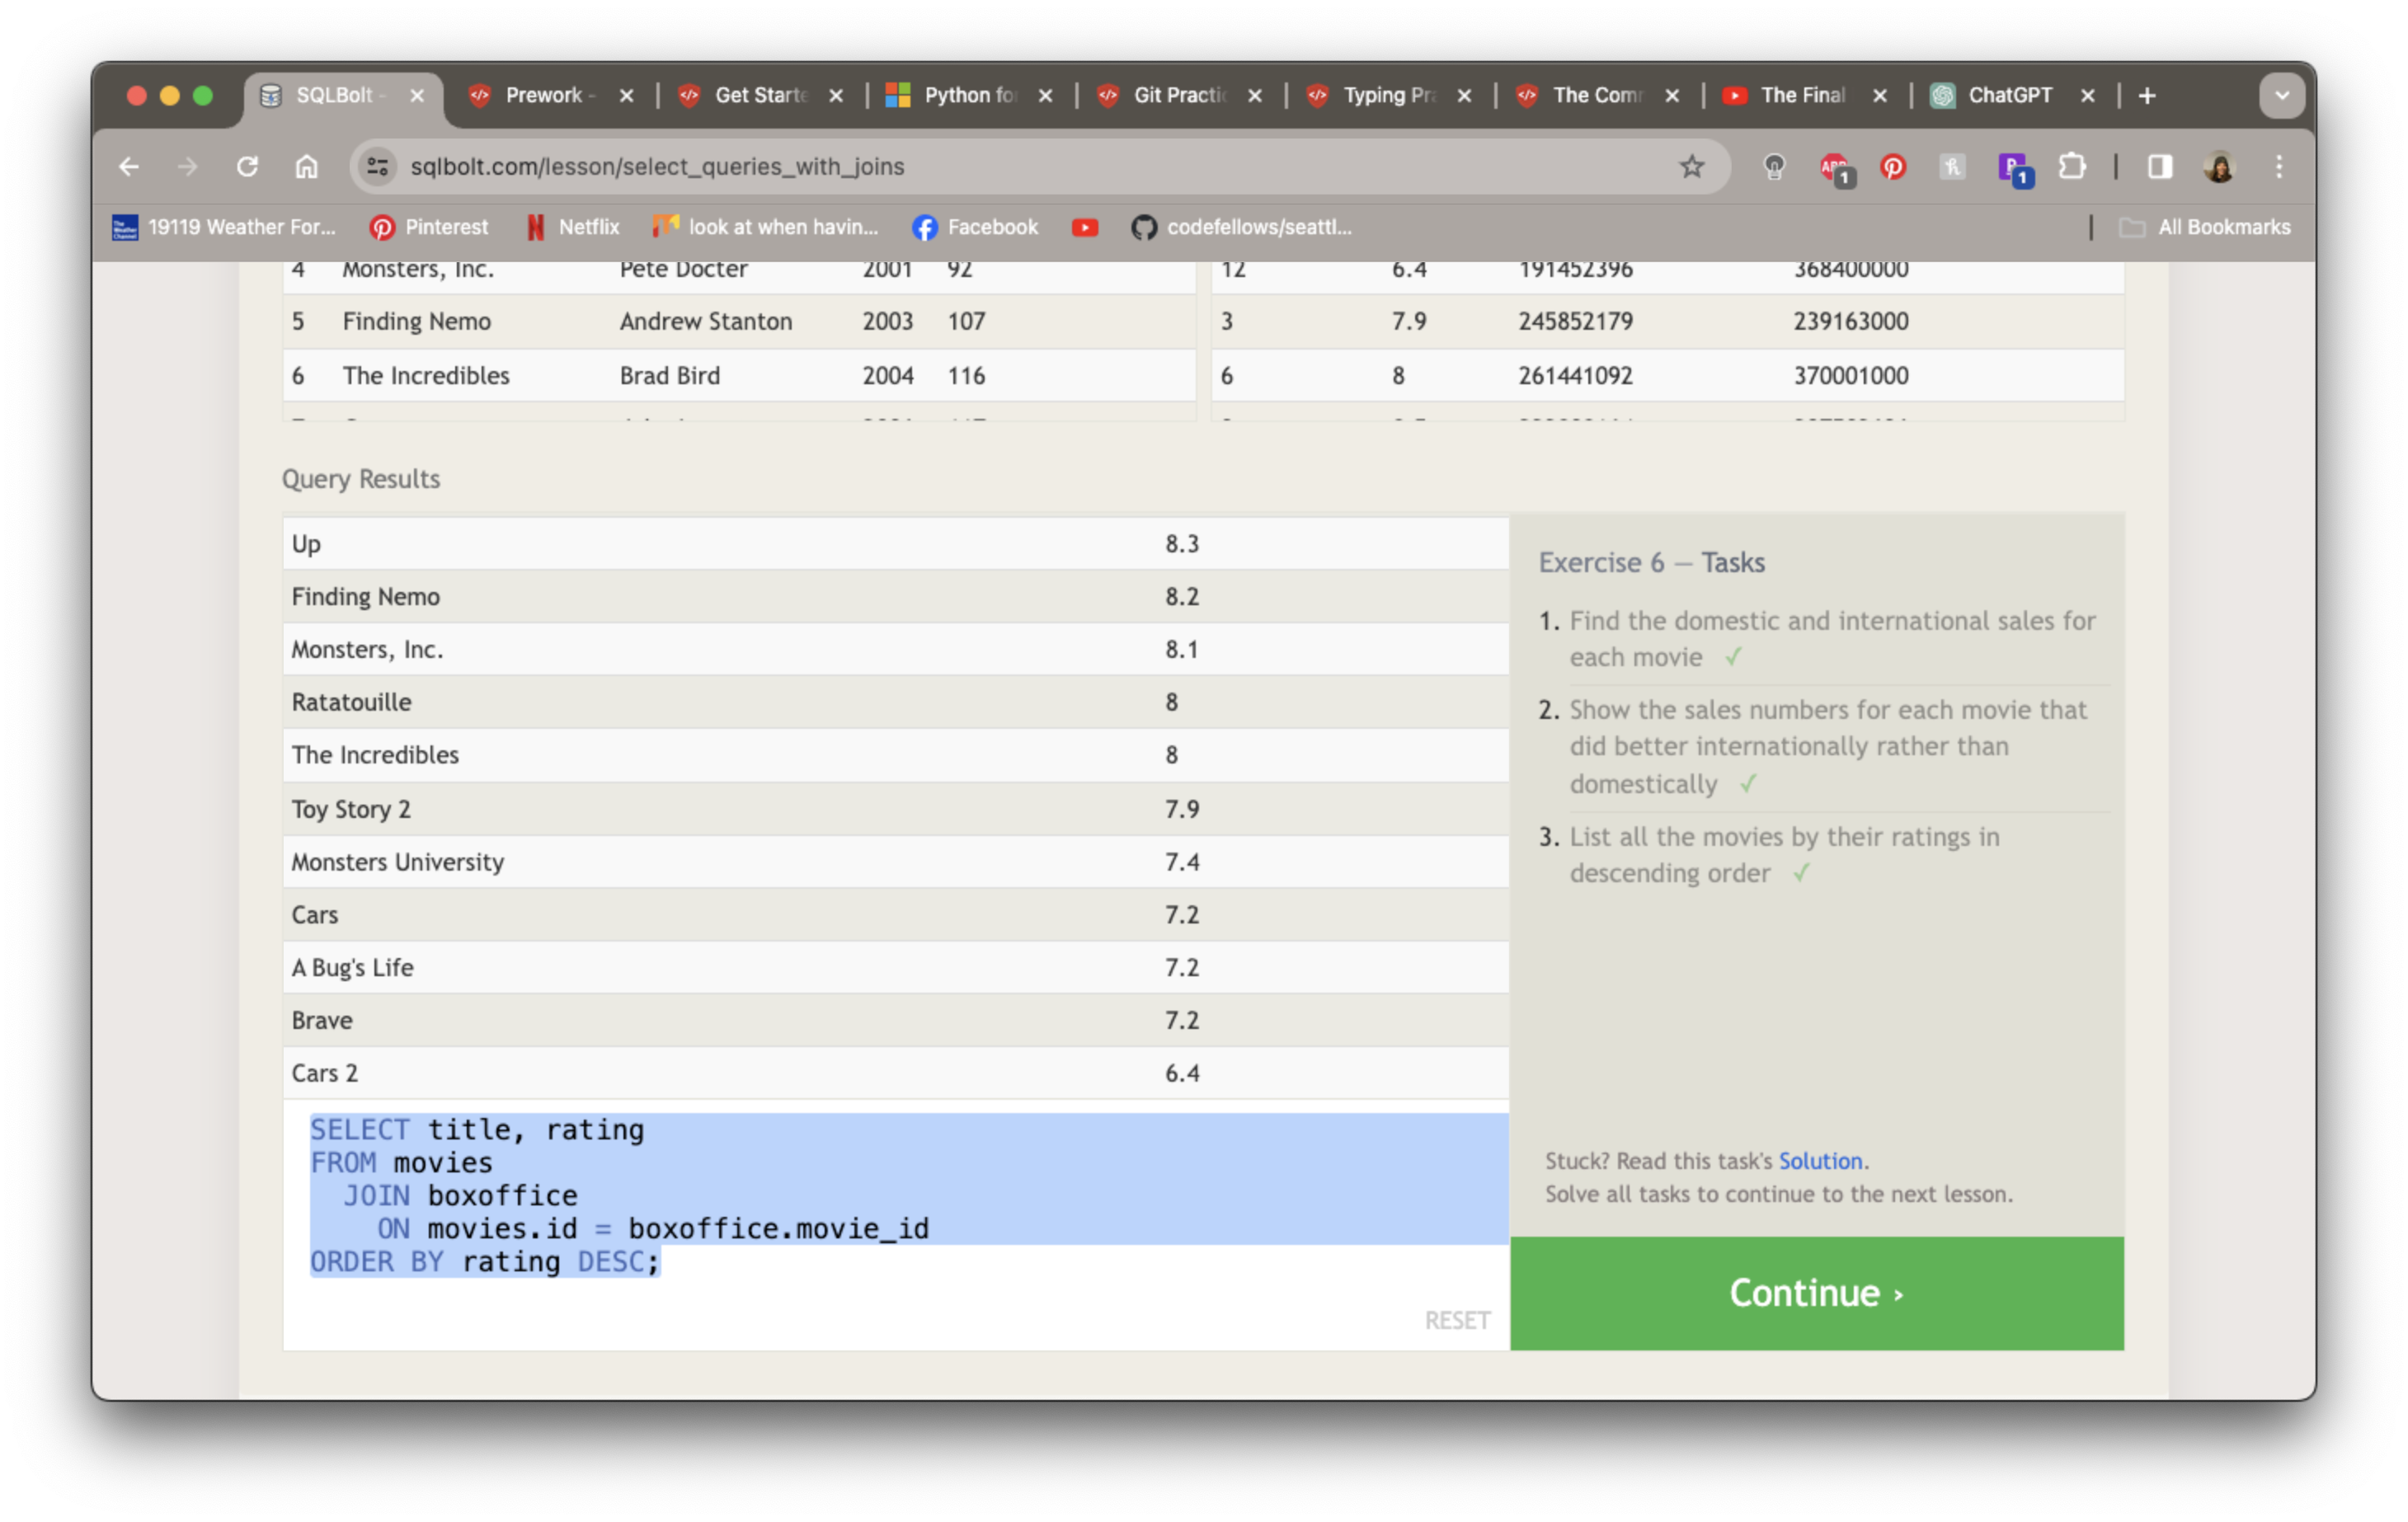 SQLBolt -
Prewor‌k -
Get Starte
Python fo
Git Practic
Typing Pra
The Com
The Final
ChatGPT
sqlbolt.com/lesson/select_queries_with_joins
1
1
19119 Weather For...
Pinterest
Netflix
look at when havin...
Facebook
codefellows/seattl...
All Bookmarks
4 Monsters, Inc. Pete Docter 2001 92 12 6.4 191452396 368400000
5 Finding Nemo Andrew Stanton 2003 107 3 7.9 245852179 239163000
6 The Incredibles Brad Bird 2004 116 6 8 261441092 370001000
Query Results
Up 8.3
Finding Nemo 8.2
Monsters, Inc. 8.1
Ratatouille 8
The Incredibles 8
Toy Story 2 7.9
Monsters University 7.4
Cars 7.2
A Bug's Life 7.2
Brave 7.2
Cars 2 6.4
SELECT title, rating
FROM movies
JOIN boxoffice
ON movies.id = boxoffice.movie_id
ORDER BY rating DESC;
RESET
Exercise 6 — Tasks
1. Find the domestic and international sales for
each movie ✓
2. Show the sales numbers for each movie that
did better internationally rather than
domestically ✓
3. List all the movies by their ratings in
descending order ✓
Stuck? Read this task's Solution.
Solve all tasks to continue to the next lesson.
Continue ›